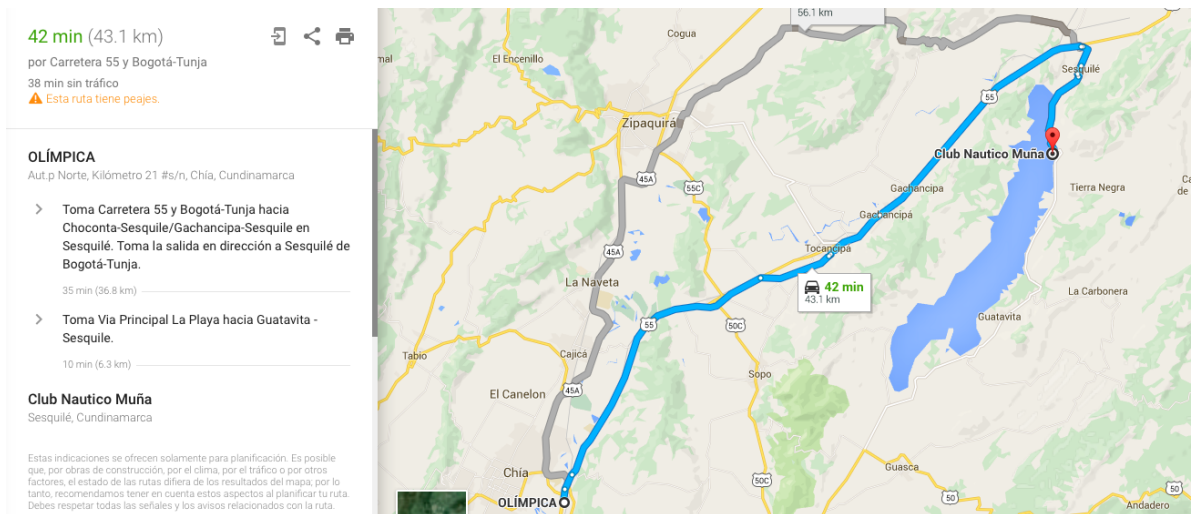 42 min (43.1 km)
por Carretera 55 y Bogotá-Tunja
38 min sin tráfico
Esta ruta tiene peajes.
OLÍMPICA
Aut.p Norte, Kilómetro 21 #s/n, Chía, Cundinamarca
Toma Carretera 55 y Bogotá-Tunja hacia
Choconta-Sesquile/Gachancipa-Sesquile en
Sesquilé. Toma la salida en dirección a Sesquilé de
Bogotá-Tunja.
35 min (36.8 km)
Toma Via Principal La Playa hacia Guatavita -
Sesquile.
10 min (6.3 km)
Club Nautico Muña
Sesquilé, Cundinamarca
Estas indicaciones se ofrecen solamente para planificación. Es posible
que, por obras de construcción, por el clima, por el tráfico o por otros
factores, el estado de las rutas difiera de los resultados del mapa; por lo
tanto, recomendamos tener en cuenta estos aspectos al planificar tu ruta.
Debes respetar todas las señales y los avisos relacionados con la ruta.
56.1 km
Cogua
mal
El Encenillo
Sesquilé
55
Zipaquirá
Club Nautico Muña
45A
55C
Tierra Negra
Ca
de
Gachancipa
Gachancipá
45A
Tocancipa
La Naveta
42 min
43.1 km
La Carbonera
Guatavita
55
50C
Cajicá
Tabio
Sopo
El Canelon
45A
Chía
Guasca
50C
50
50
OLÍMPICA
Andadero